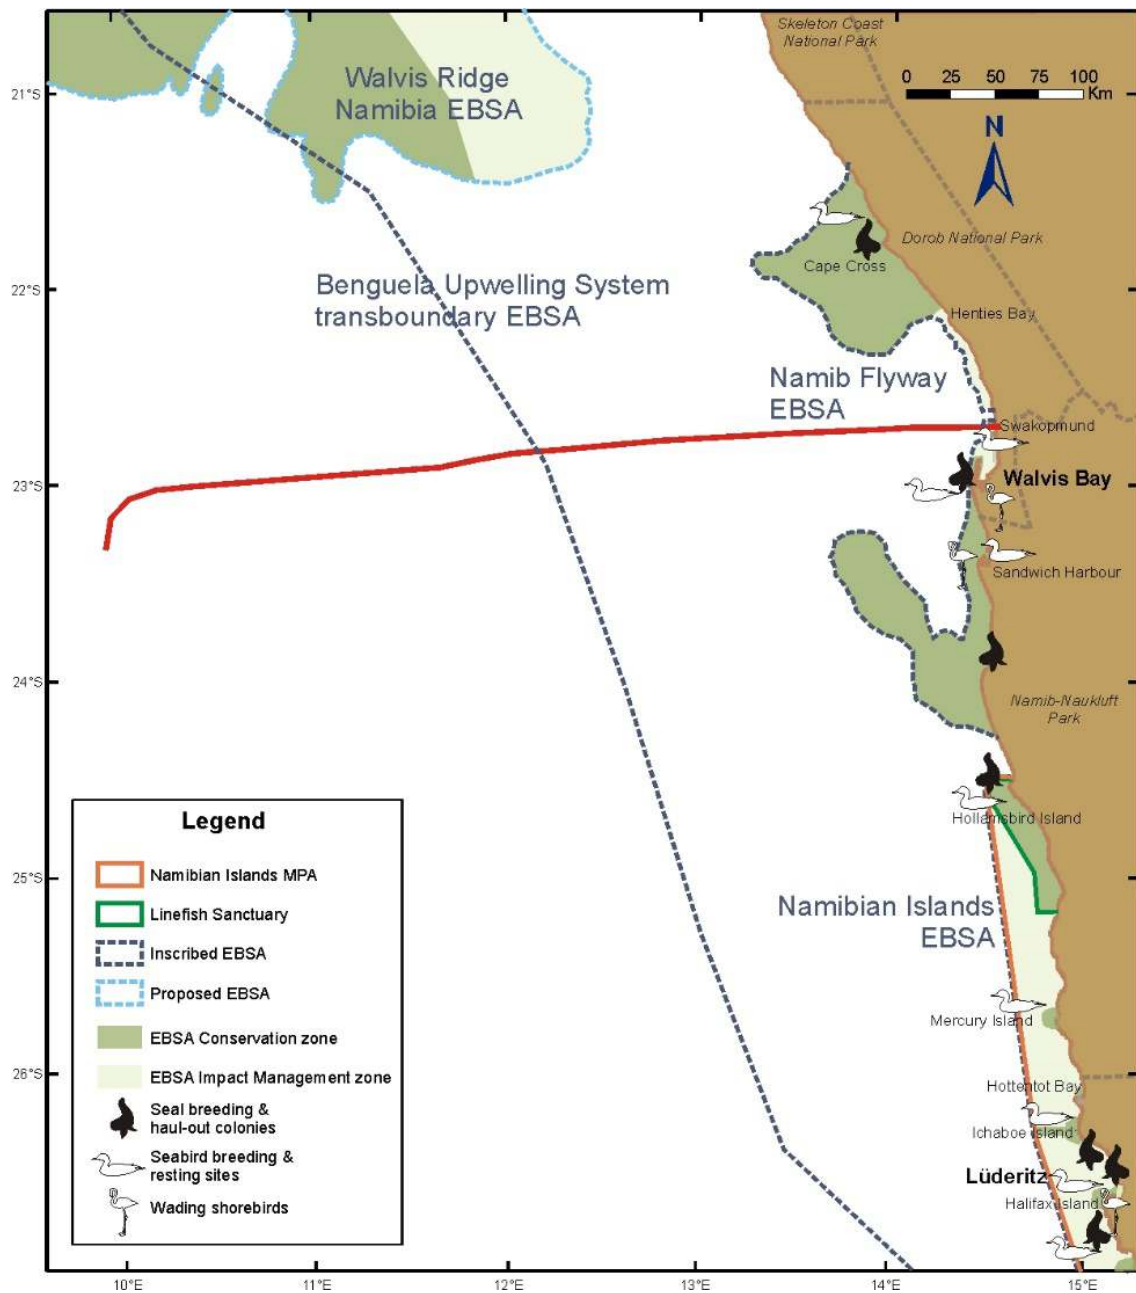 Skeleton Coast
National Park
0 25 50 75 100
Km
N
21°S
Walvis Ridge
Namibia EBSA
Dorob National Park
Cape Cross
22°S
Benguela Upwelling System
transboundary EBSA
Henties Bay
Namib Flyway
EBSA
Swakopmund
23°S
Walvis Bay
Sandwich Harbour
24°S
Namib-Naukluft
Park
Hollamsbird Island
25°S
Namibian Islands
EBSA
Mercury Island
26°S
Hottentot Bay
Ichaboe Island
Lüderitz
Halifax Island
Legend
Namibian Islands MPA
Linefish Sanctuary
Inscribed EBSA
Proposed EBSA
EBSA Conservation zone
EBSA Impact Management zone
Seal breeding &
haul-out colonies
Seabird breeding &
resting sites
Wading shorebirds
10°E 11°E 12°E 13°E 14°E 15°E